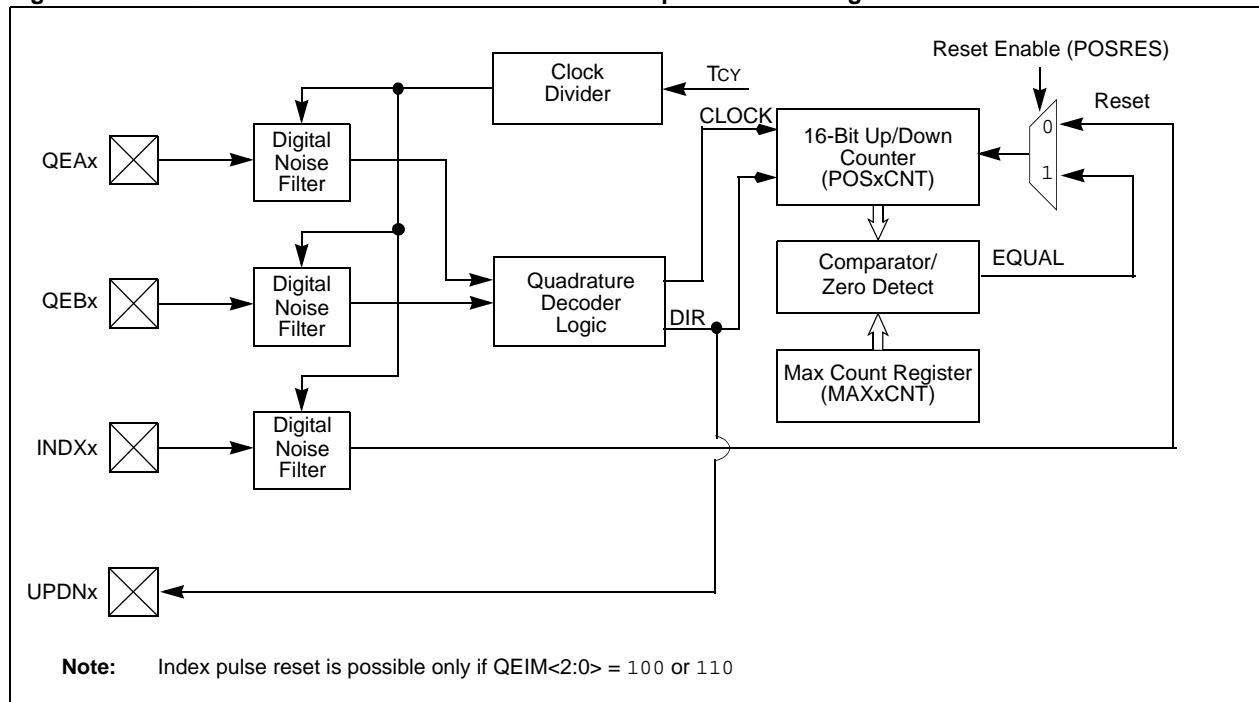 Reset Enable (POSRES)
Clock
Divider
TCY
Reset
CLOCK
QEAx
Digital
Noise
Filter
16-Bit Up/Down
Counter
(POSxCNT)
0
1
QEBx
Digital
Noise
Filter
Quadrature
Decoder
Logic
DIR
Comparator/
Zero Detect
EQUAL
Max Count Register
(MAXxCNT)
INDXx
Digital
Noise
Filter
UPDNx
Note: Index pulse reset is possible only if QEIM<2:0> = 100 or 110